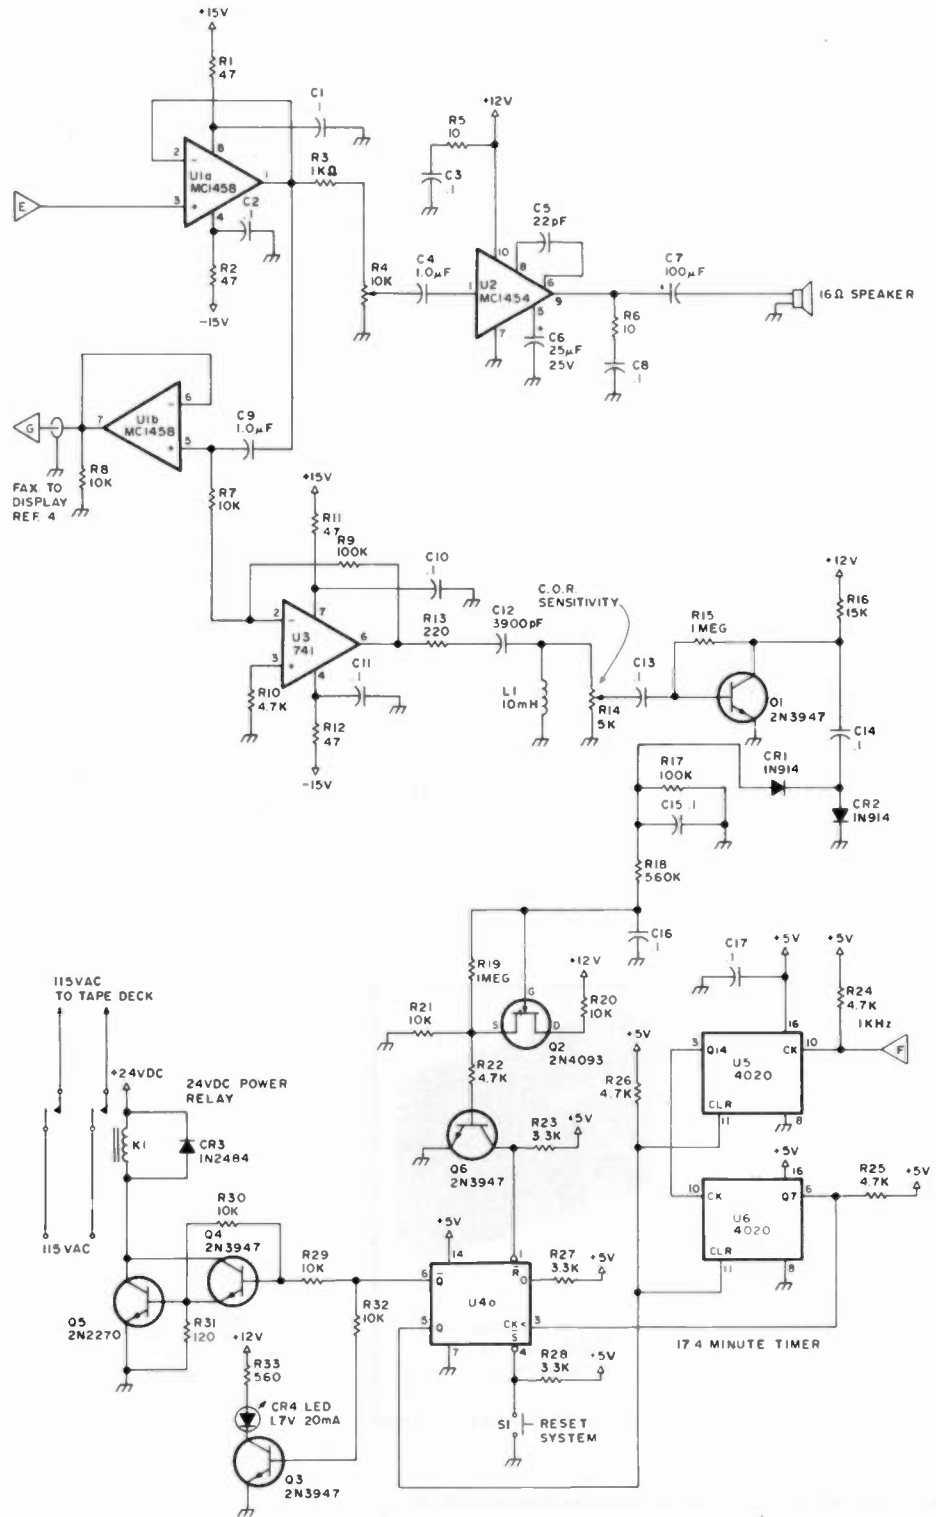 +15V
R1
47
C1
.1
2
8
U1a
MC1458
1
3
4
E
C2
.1
R2
47
-15V
R3
1KΩ
R4
10K
C4
1.0µF
+12V
R5
10
C3
.1
C5
22pF
10
8
6
1
U2
MC1454
9
5
7
C6
25µF
25V
C7
100µF
R6
10
C8
.1
16Ω SPEAKER
G
7
6
U1b
MC1458
5
C9
1.0µF
FAX TO
DISPLAY
REF. 4
R8
10K
R7
10K
+15V
R11
47
R9
100K
C10
.1
2
7
U3
741
6
3
4
R10
4.7K
C11
.1
R12
47
-15V
R13
220
C12
3900pF
C.O.R.
SENSITIVITY
L1
10mH
R14
5K
C13
.1
R15
1MEG
+12V
R16
15K
Q1
2N3947
C14
.1
CR1
1N914
CR2
1N914
R17
100K
C15 .1
R18
560K
C16
.1
R19
1MEG
+12V
R20
10K
G
S
D
Q2
2N4093
R21
10K
R22
4.7K
Q6
2N3947
R23
3.3K
+5V
+5V
R26
4.7K
C17
.1
+5V
+5V
R24
4.7K
1KHz
F
16
3
Q14
CK
10
U5
4020
CLR
11
8
+5V
16
10
CK
Q7
6
U6
4020
CLR
11
8
R25
4.7K
+5V
17.4 MINUTE TIMER
115VAC
TO TAPE DECK
+24VDC
24VDC POWER
RELAY
K1
CR3
1N2484
115VAC
R30
10K
Q4
2N3947
R29
10K
Q5
2N2270
R31
120
R32
10K
+12V
R33
560
CR4 LED
1.7V 20mA
Q3
2N3947
+5V
14
1
R
6
Q
D
U4a
5
Q
CK
3
S
7
4
R27
3.3K
+5V
R28
3.3K
+5V
S1
RESET
SYSTEM